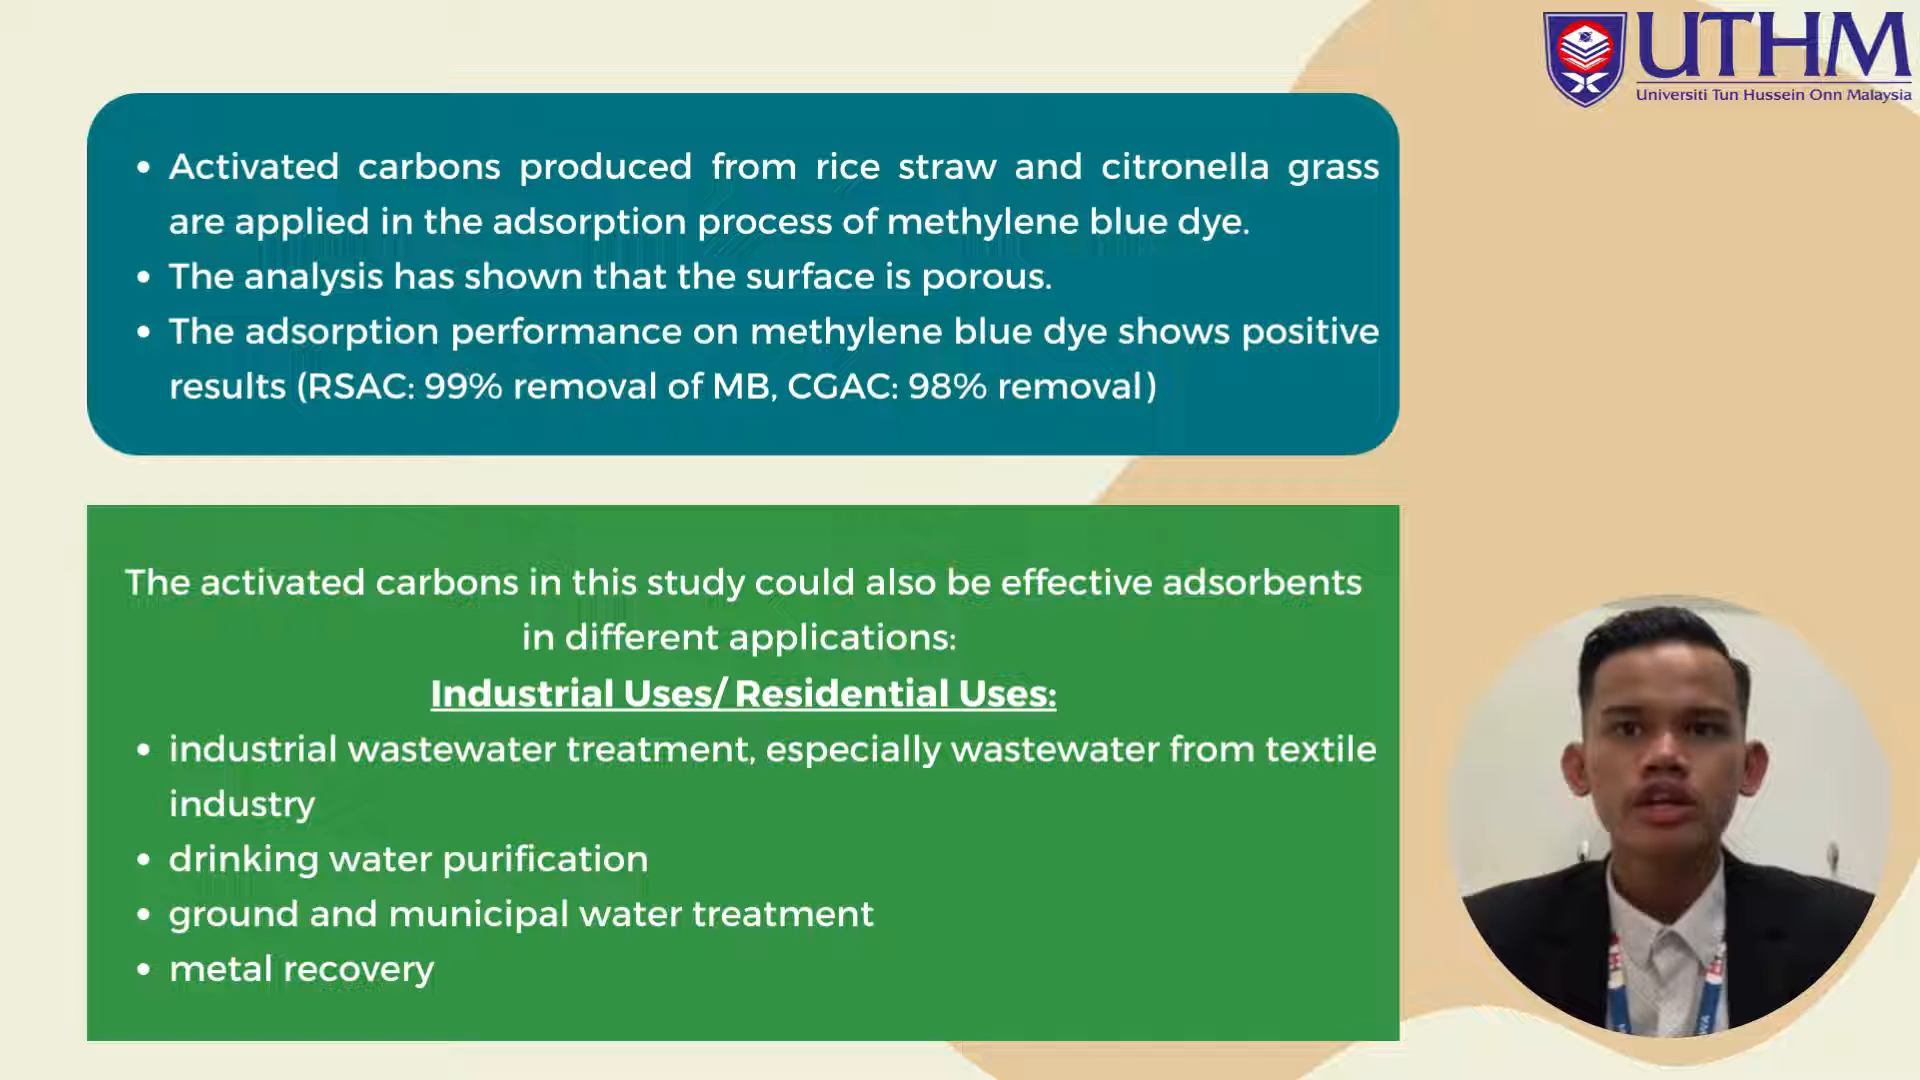 UTHM
Universiti Tun Hussein Onn Malaysia
• Activated carbons produced from rice straw and citronella grass
are applied in the adsorption process of methylene blue dye.
• The analysis has shown that the surface is porous.
• The adsorption performance on methylene blue dye shows positive
results (RSAC: 99% removal of MB, CGAC: 98% removal)
The activated carbons in this study could also be effective adsorbents
in different applications:
Industrial Uses/ Residential Uses:
• industrial wastewater treatment, especially wastewater from textile
industry
• drinking water purification
• ground and municipal water treatment
• metal recovery